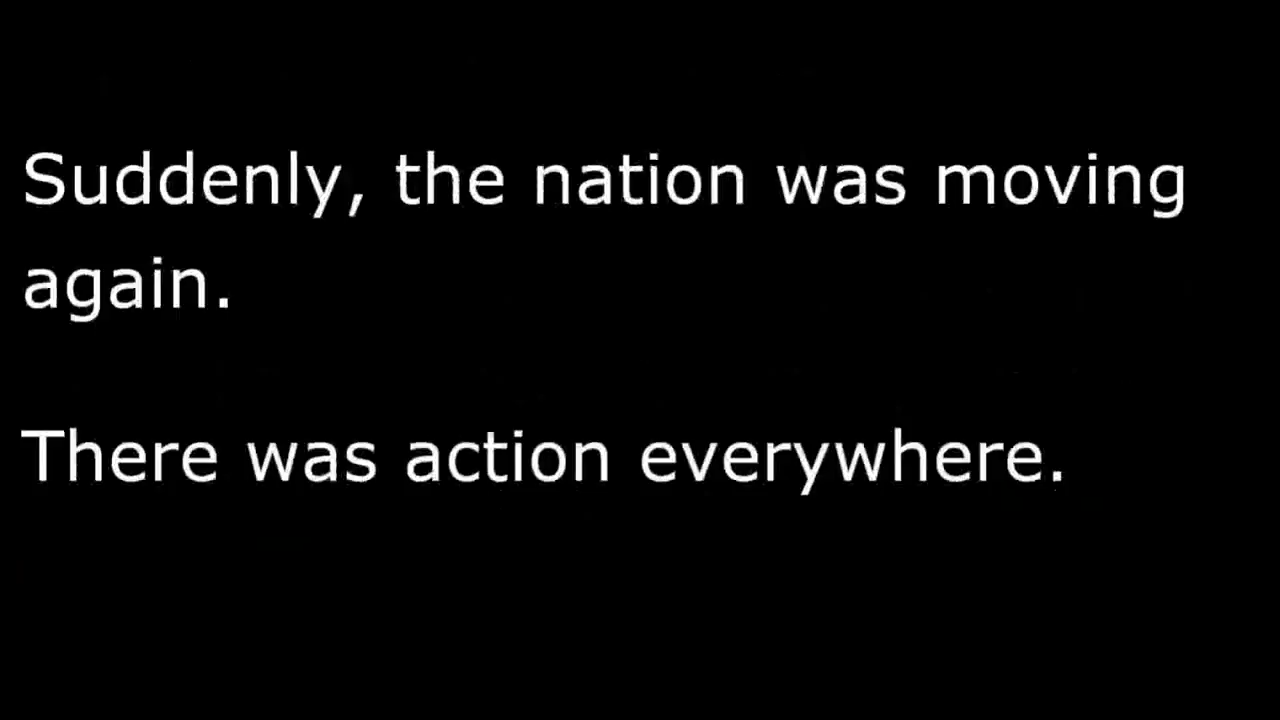 Suddenly, the nation was moving
again.
There was action everywhere.